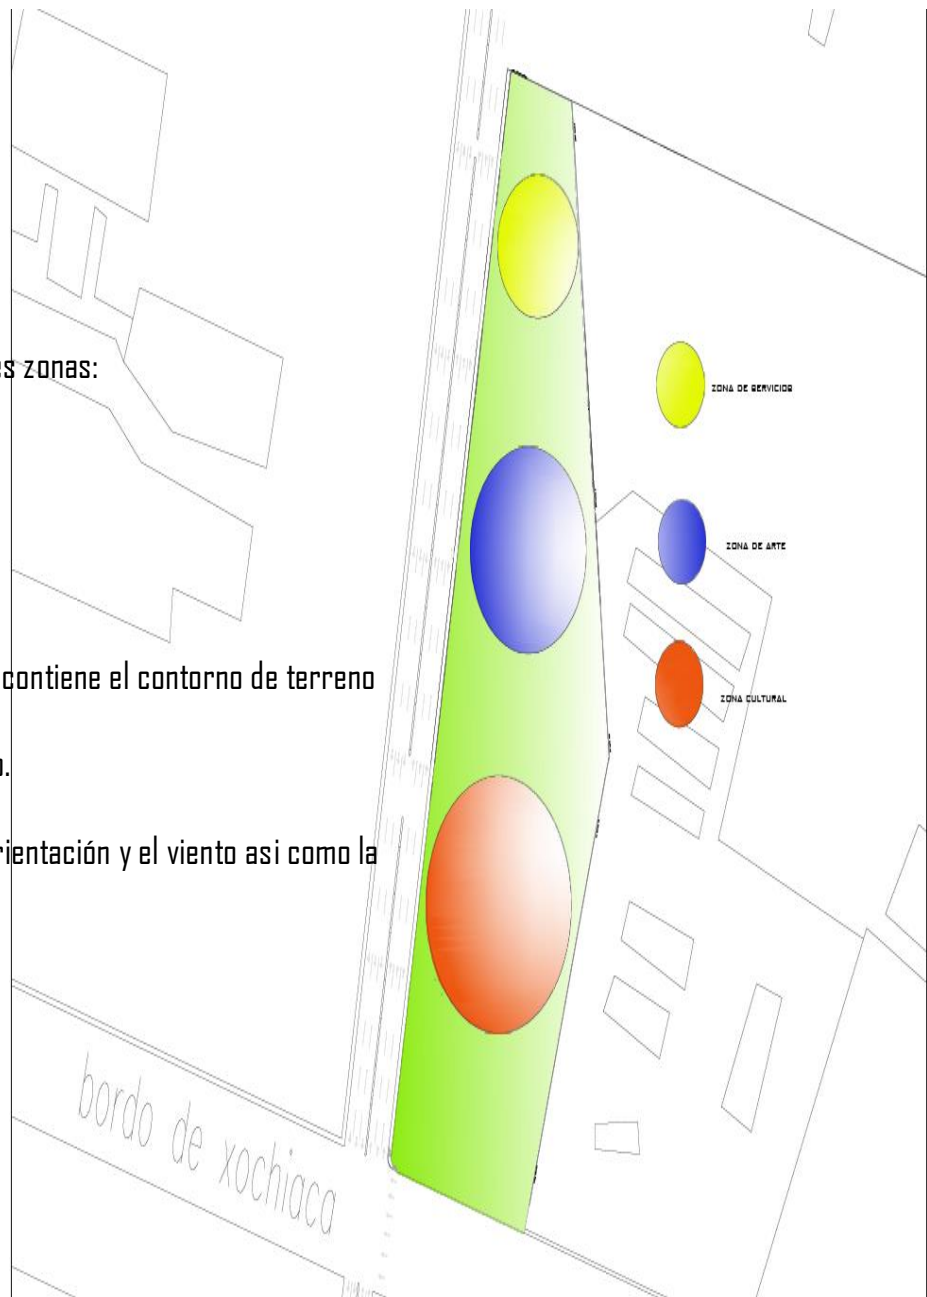 es zonas:
ZONA DE SERVICIOS
ZONA DE ARTE
contiene el contorno de terreno
ZONA CULTURAL
o.
rientación y el viento asi como la
bordo de xochiaca